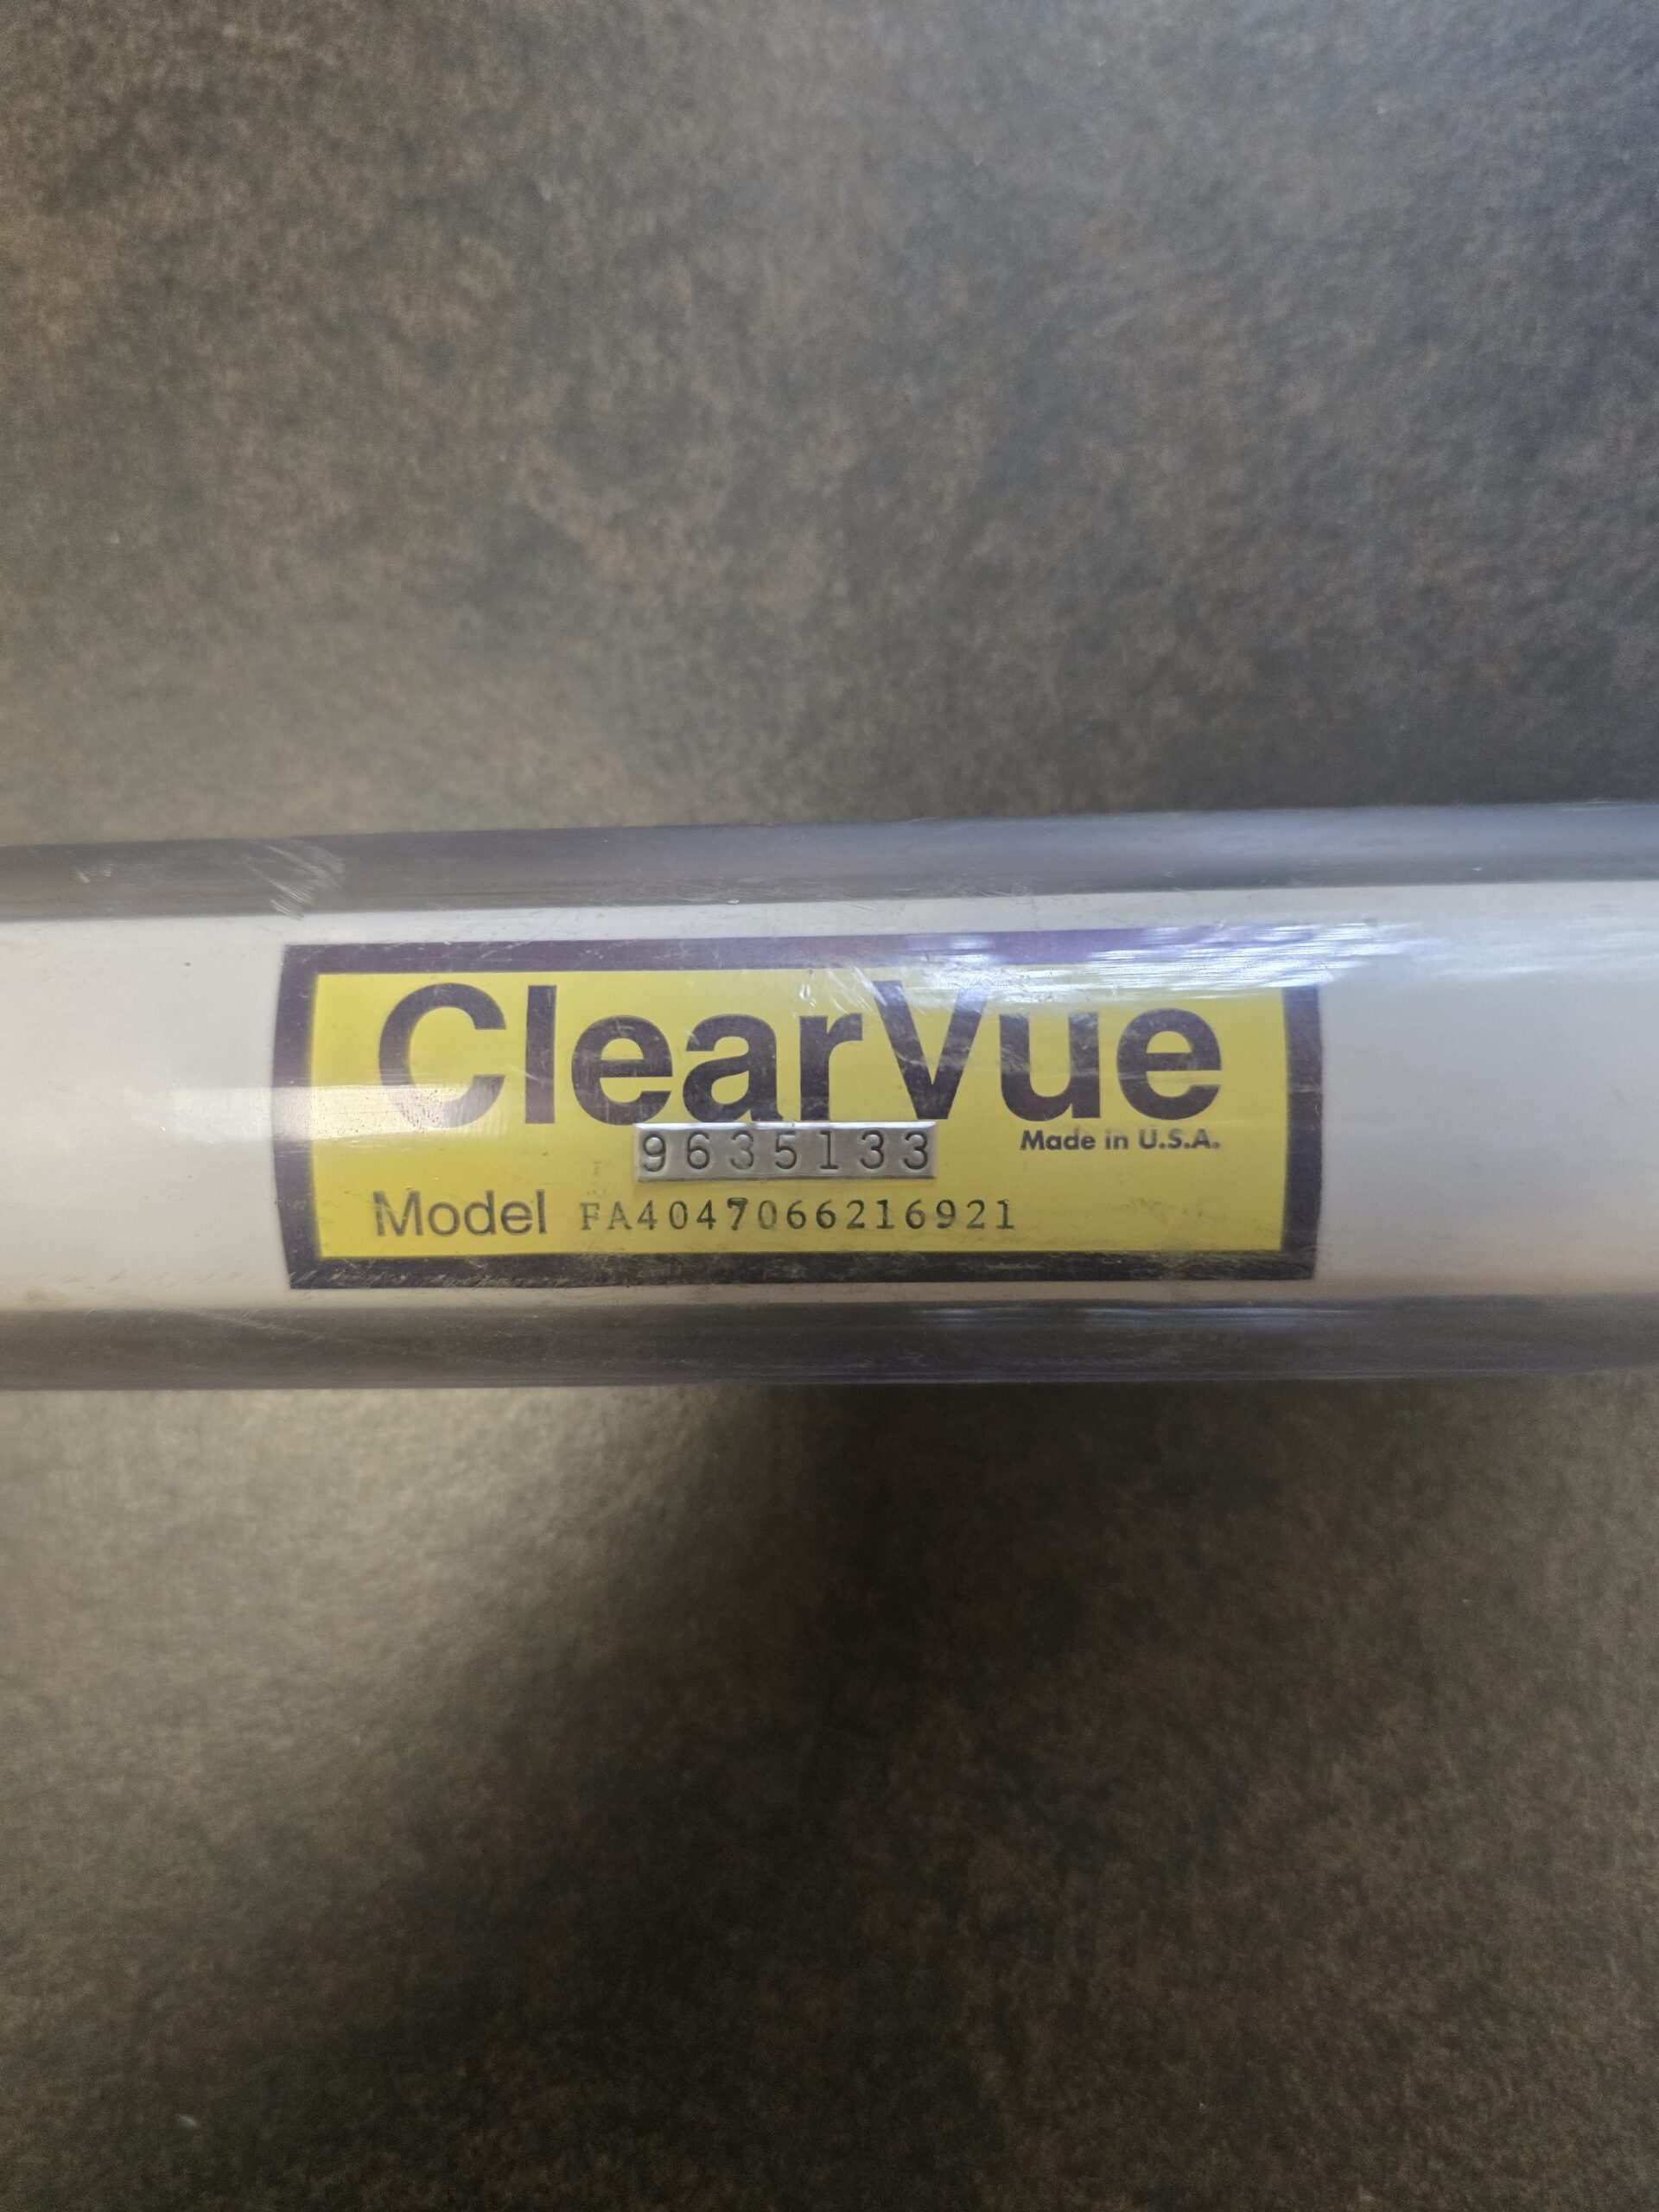 ClearVue
9635133
Made in U.S.A.
Model FA4047066216921